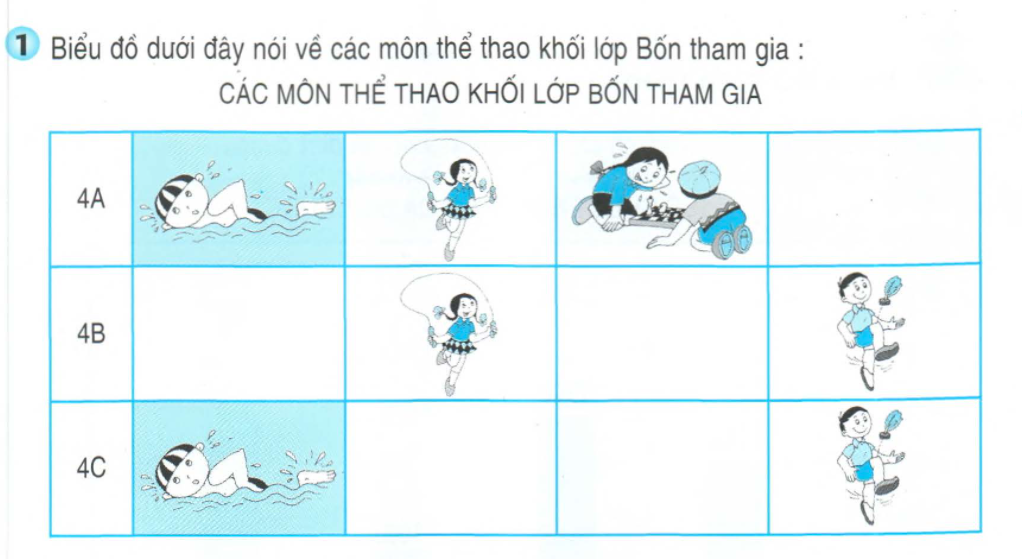 1 Biểu đồ dưới đây nói về các môn thể thao khối lớp Bốn tham gia :
CÁC MÔN THỂ THAO KHỐI LỚP BỐN THAM GIA
4A
4B
4C